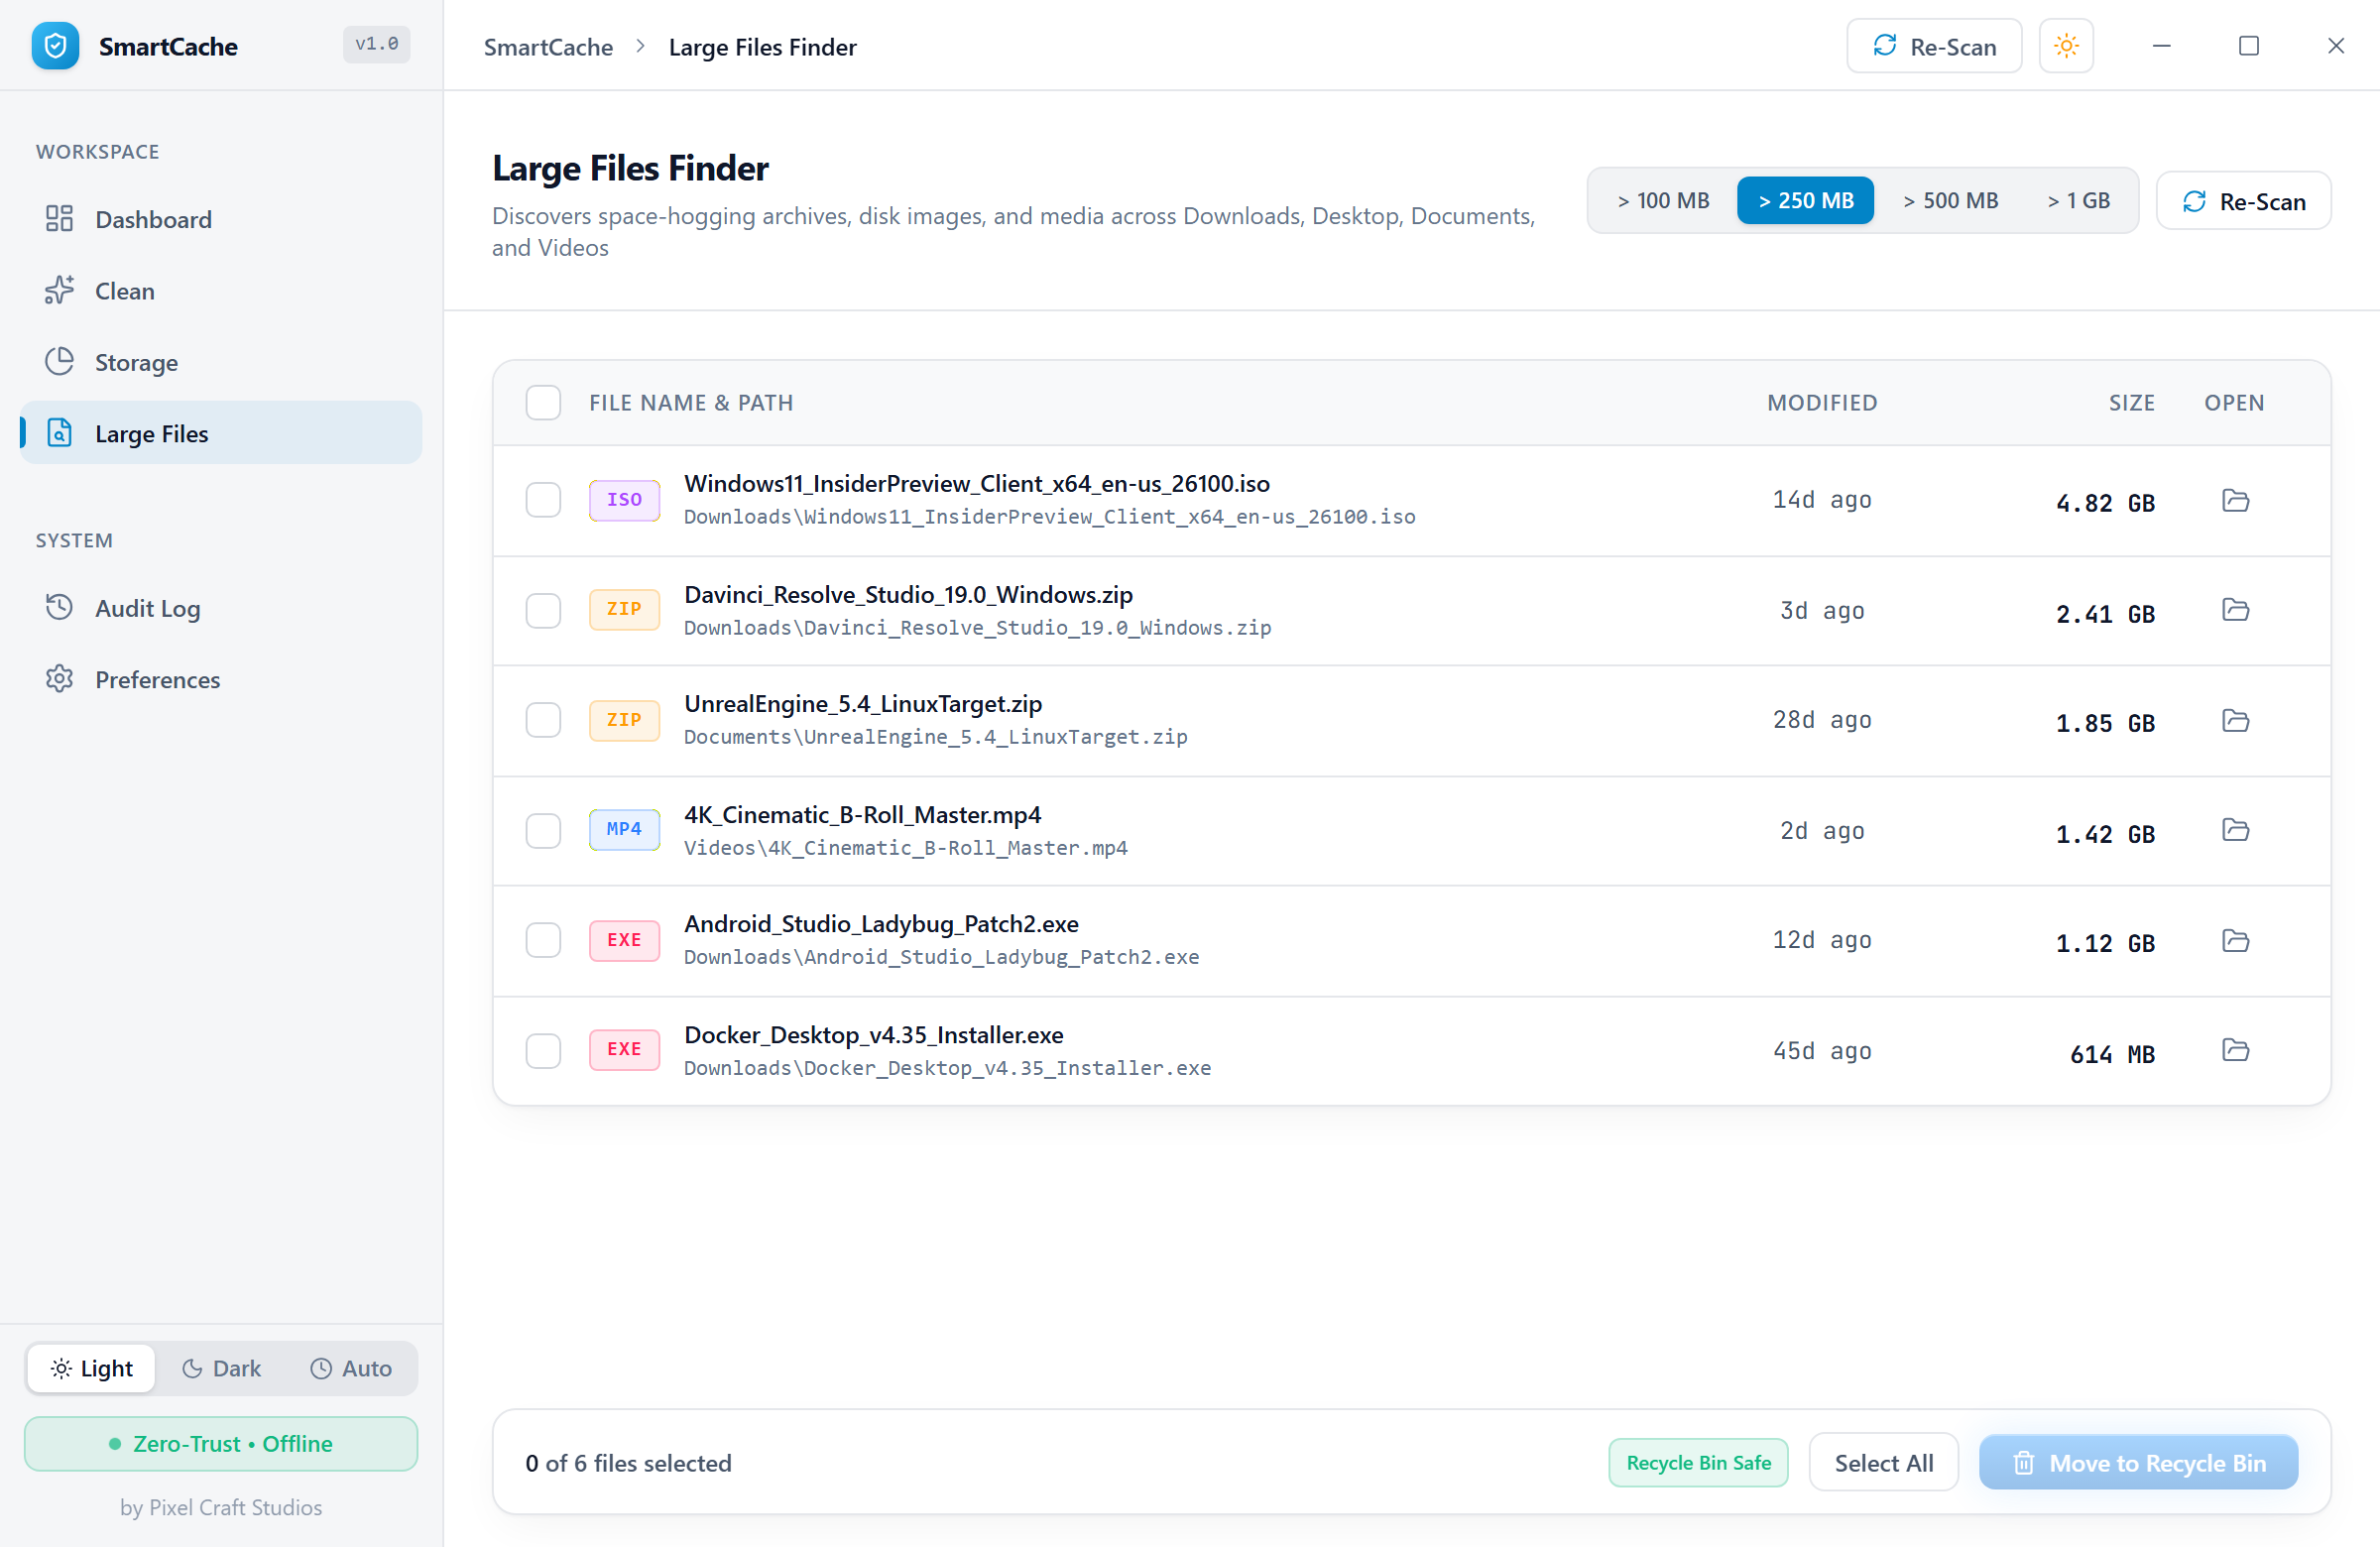 SmartCache
v1.0
SmartCache > Large Files Finder
Re-Scan
WORKSPACE
Dashboard
Clean
Storage
Large Files
SYSTEM
Audit Log
Preferences
Light
Dark
Auto
Zero-Trust • Offline
by Pixel Craft Studios
Large Files Finder
Discovers space-hogging archives, disk images, and media across Downloads, Desktop, Documents,
and Videos
> 100 MB
> 250 MB
> 500 MB
> 1 GB
Re-Scan
FILE NAME & PATH MODIFIED SIZE OPEN
ISO Windows11_InsiderPreview_Client_x64_en-us_26100.iso 14d ago 4.82 GB
Downloads\Windows11_InsiderPreview_Client_x64_en-us_26100.iso
ZIP Davinci_Resolve_Studio_19.0_Windows.zip 3d ago 2.41 GB
Downloads\Davinci_Resolve_Studio_19.0_Windows.zip
ZIP UnrealEngine_5.4_LinuxTarget.zip 28d ago 1.85 GB
Documents\UnrealEngine_5.4_LinuxTarget.zip
MP4 4K_Cinematic_B-Roll_Master.mp4 2d ago 1.42 GB
Videos\4K_Cinematic_B-Roll_Master.mp4
EXE Android_Studio_Ladybug_Patch2.exe 12d ago 1.12 GB
Downloads\Android_Studio_Ladybug_Patch2.exe
EXE Docker_Desktop_v4.35_Installer.exe 45d ago 614 MB
Downloads\Docker_Desktop_v4.35_Installer.exe
0 of 6 files selected
Recycle Bin Safe
Select All
Move to Recycle Bin